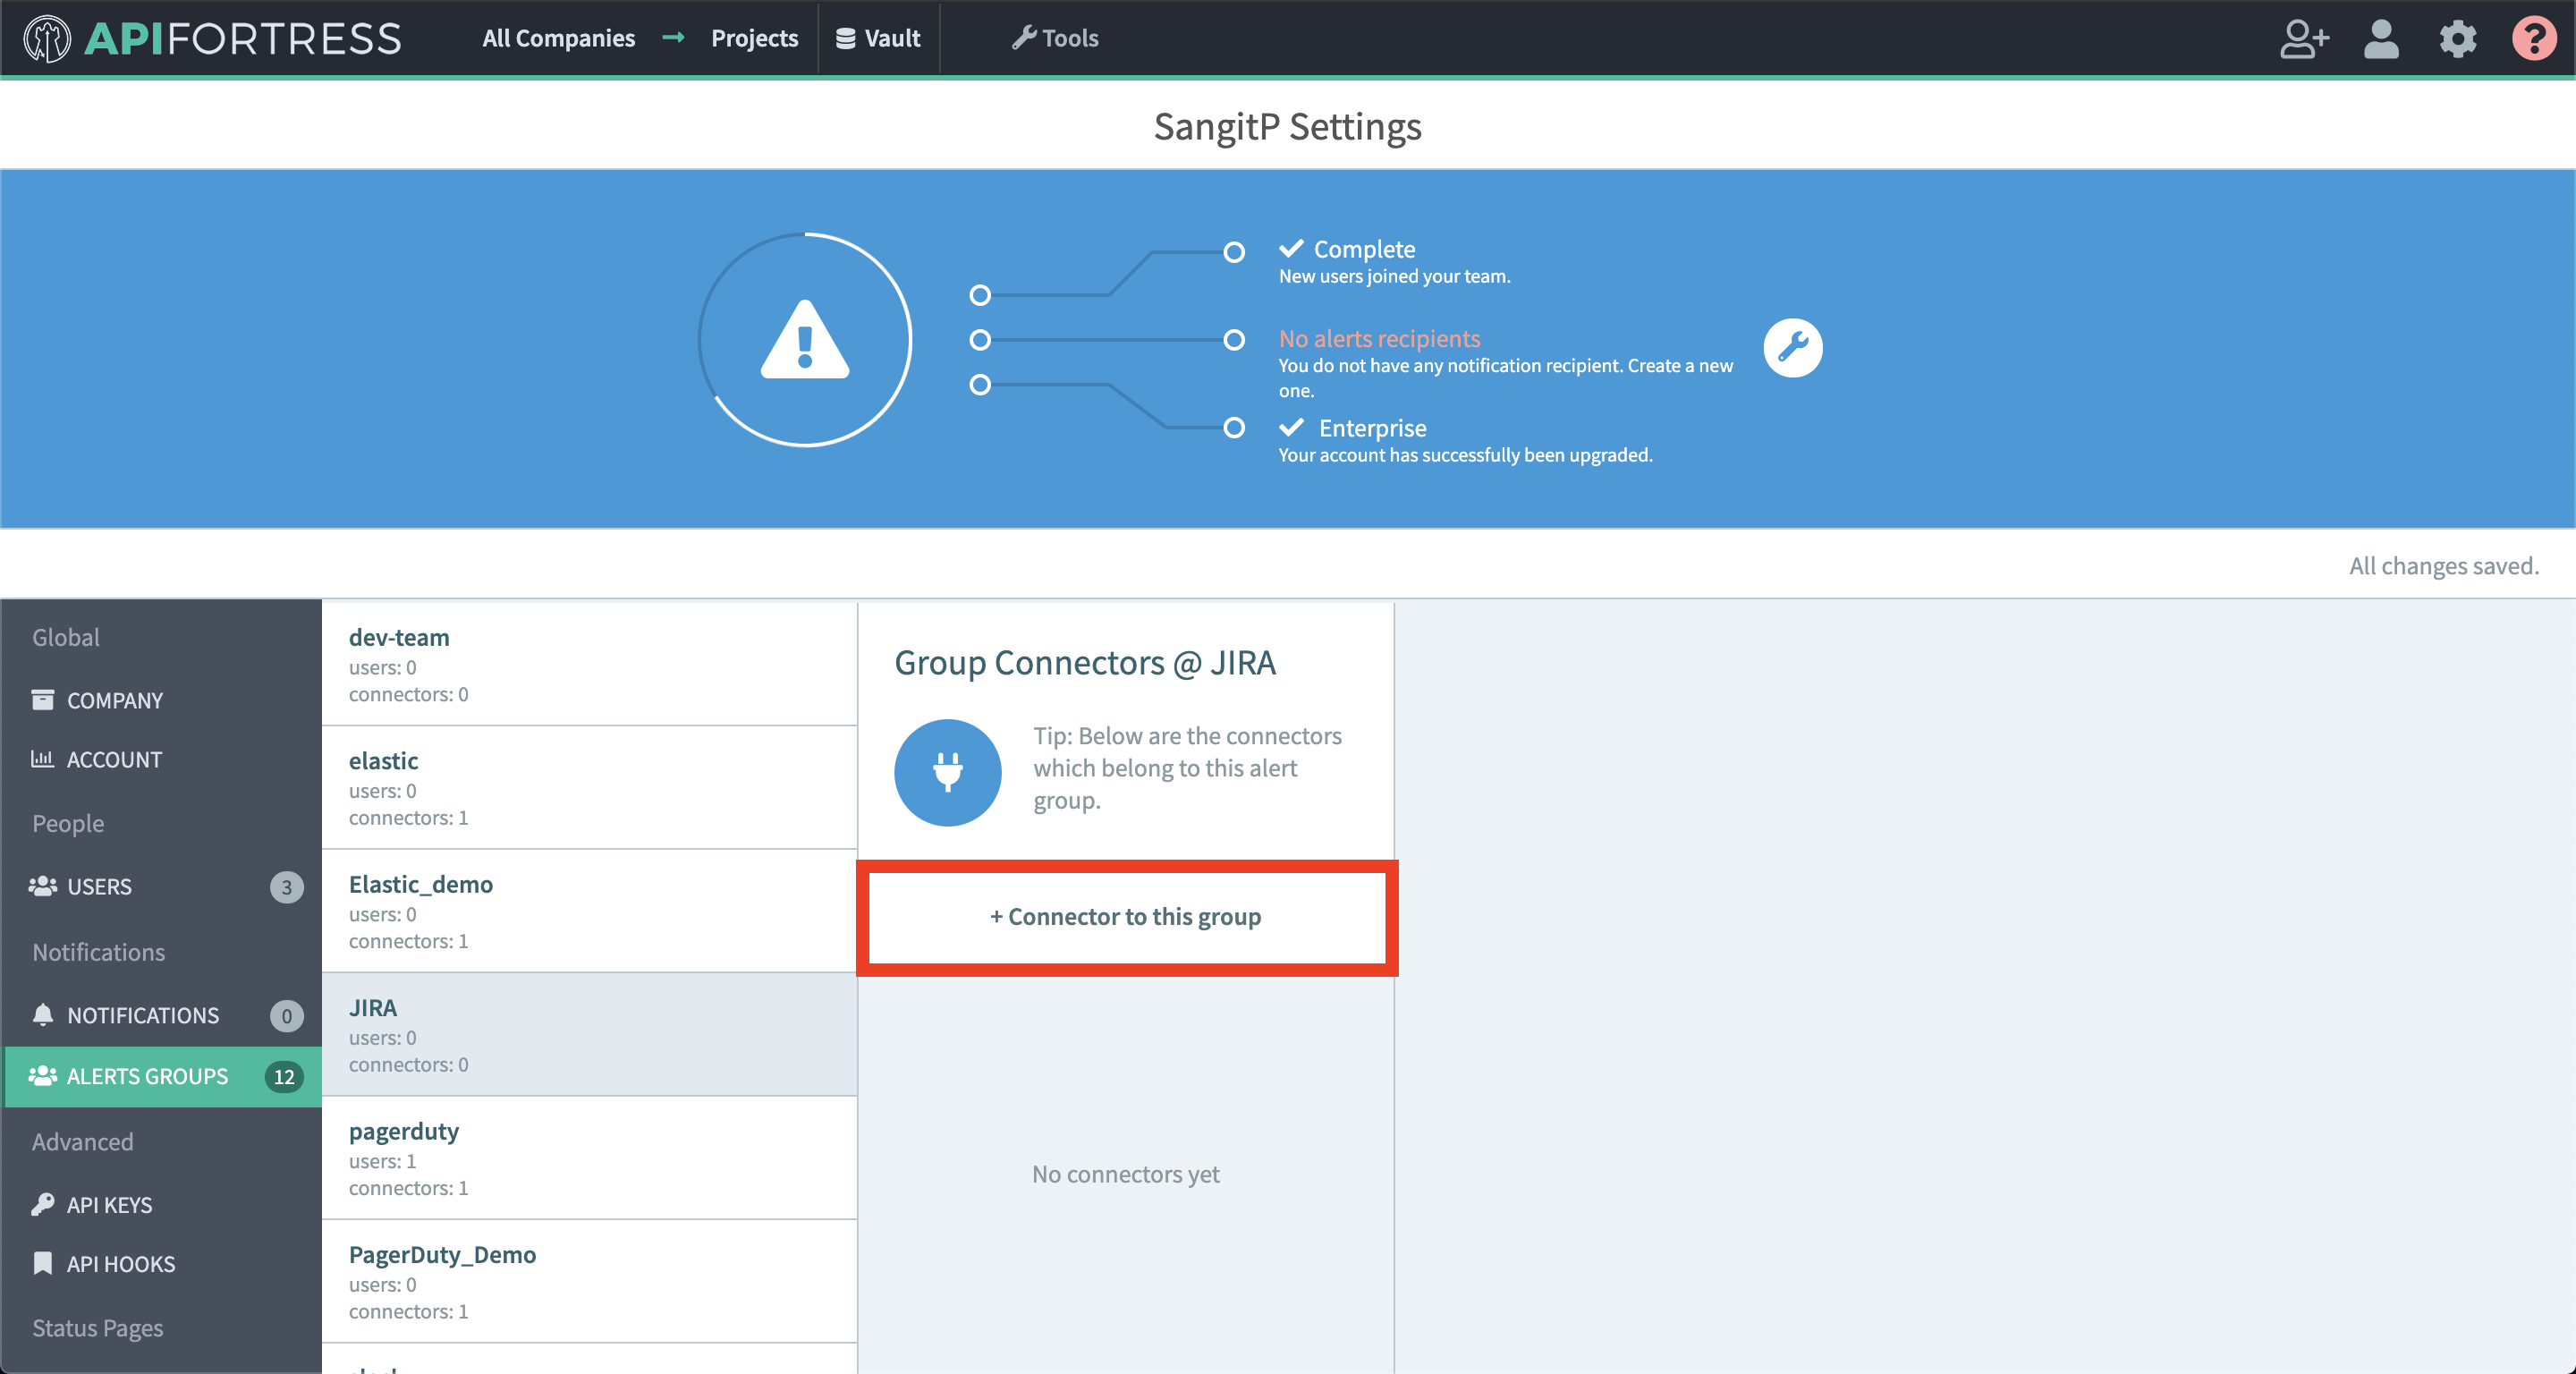 APIFORTRESS
All Companies → Projects Vault Tools
?
SangitP Settings
Complete
New users joined your team.
No alerts recipients
You do not have any notification recipient. Create a new
one.
Enterprise
Your account has successfully been upgraded.
All changes saved.
Global
COMPANY
ACCOUNT
People
USERS 3
Notifications
NOTIFICATIONS 0
ALERTS GROUPS 12
Advanced
API KEYS
API HOOKS
Status Pages
dev-team
users: 0
connectors: 0
elastic
users: 0
connectors: 1
Elastic_demo
users: 0
connectors: 1
JIRA
users: 0
connectors: 0
pagerduty
users: 1
connectors: 1
PagerDuty_Demo
users: 0
connectors: 1
Group Connectors @ JIRA
Tip: Below are the connectors
which belong to this alert
group.
+ Connector to this group
No connectors yet